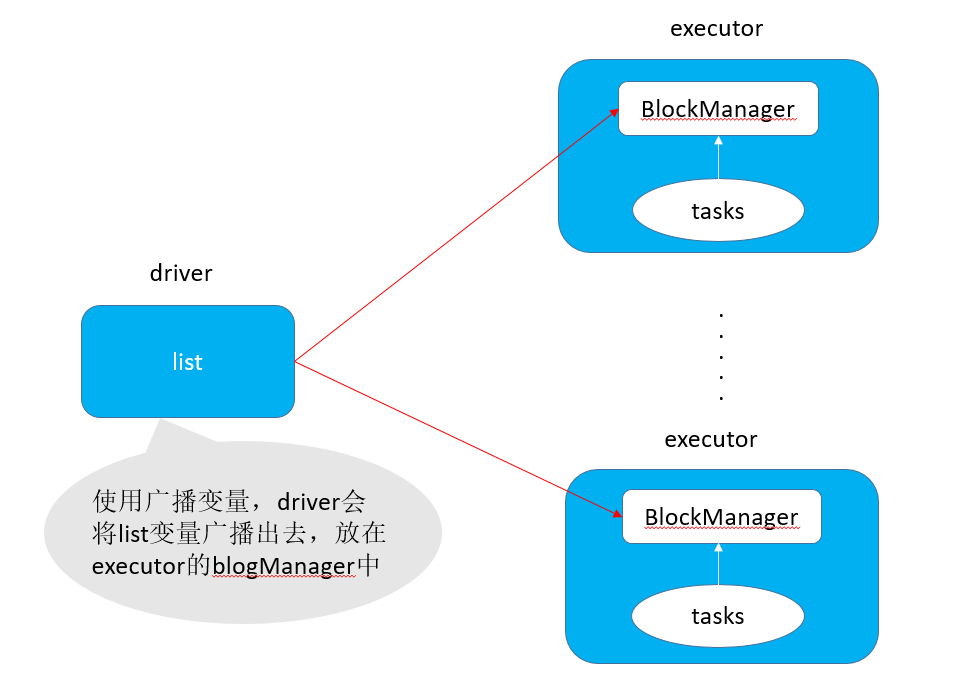 executor
BlockManager
tasks
driver
list
使用广播变量，driver会
将list变量广播出去，放在
executor的blogManager中
executor
BlockManager
tasks